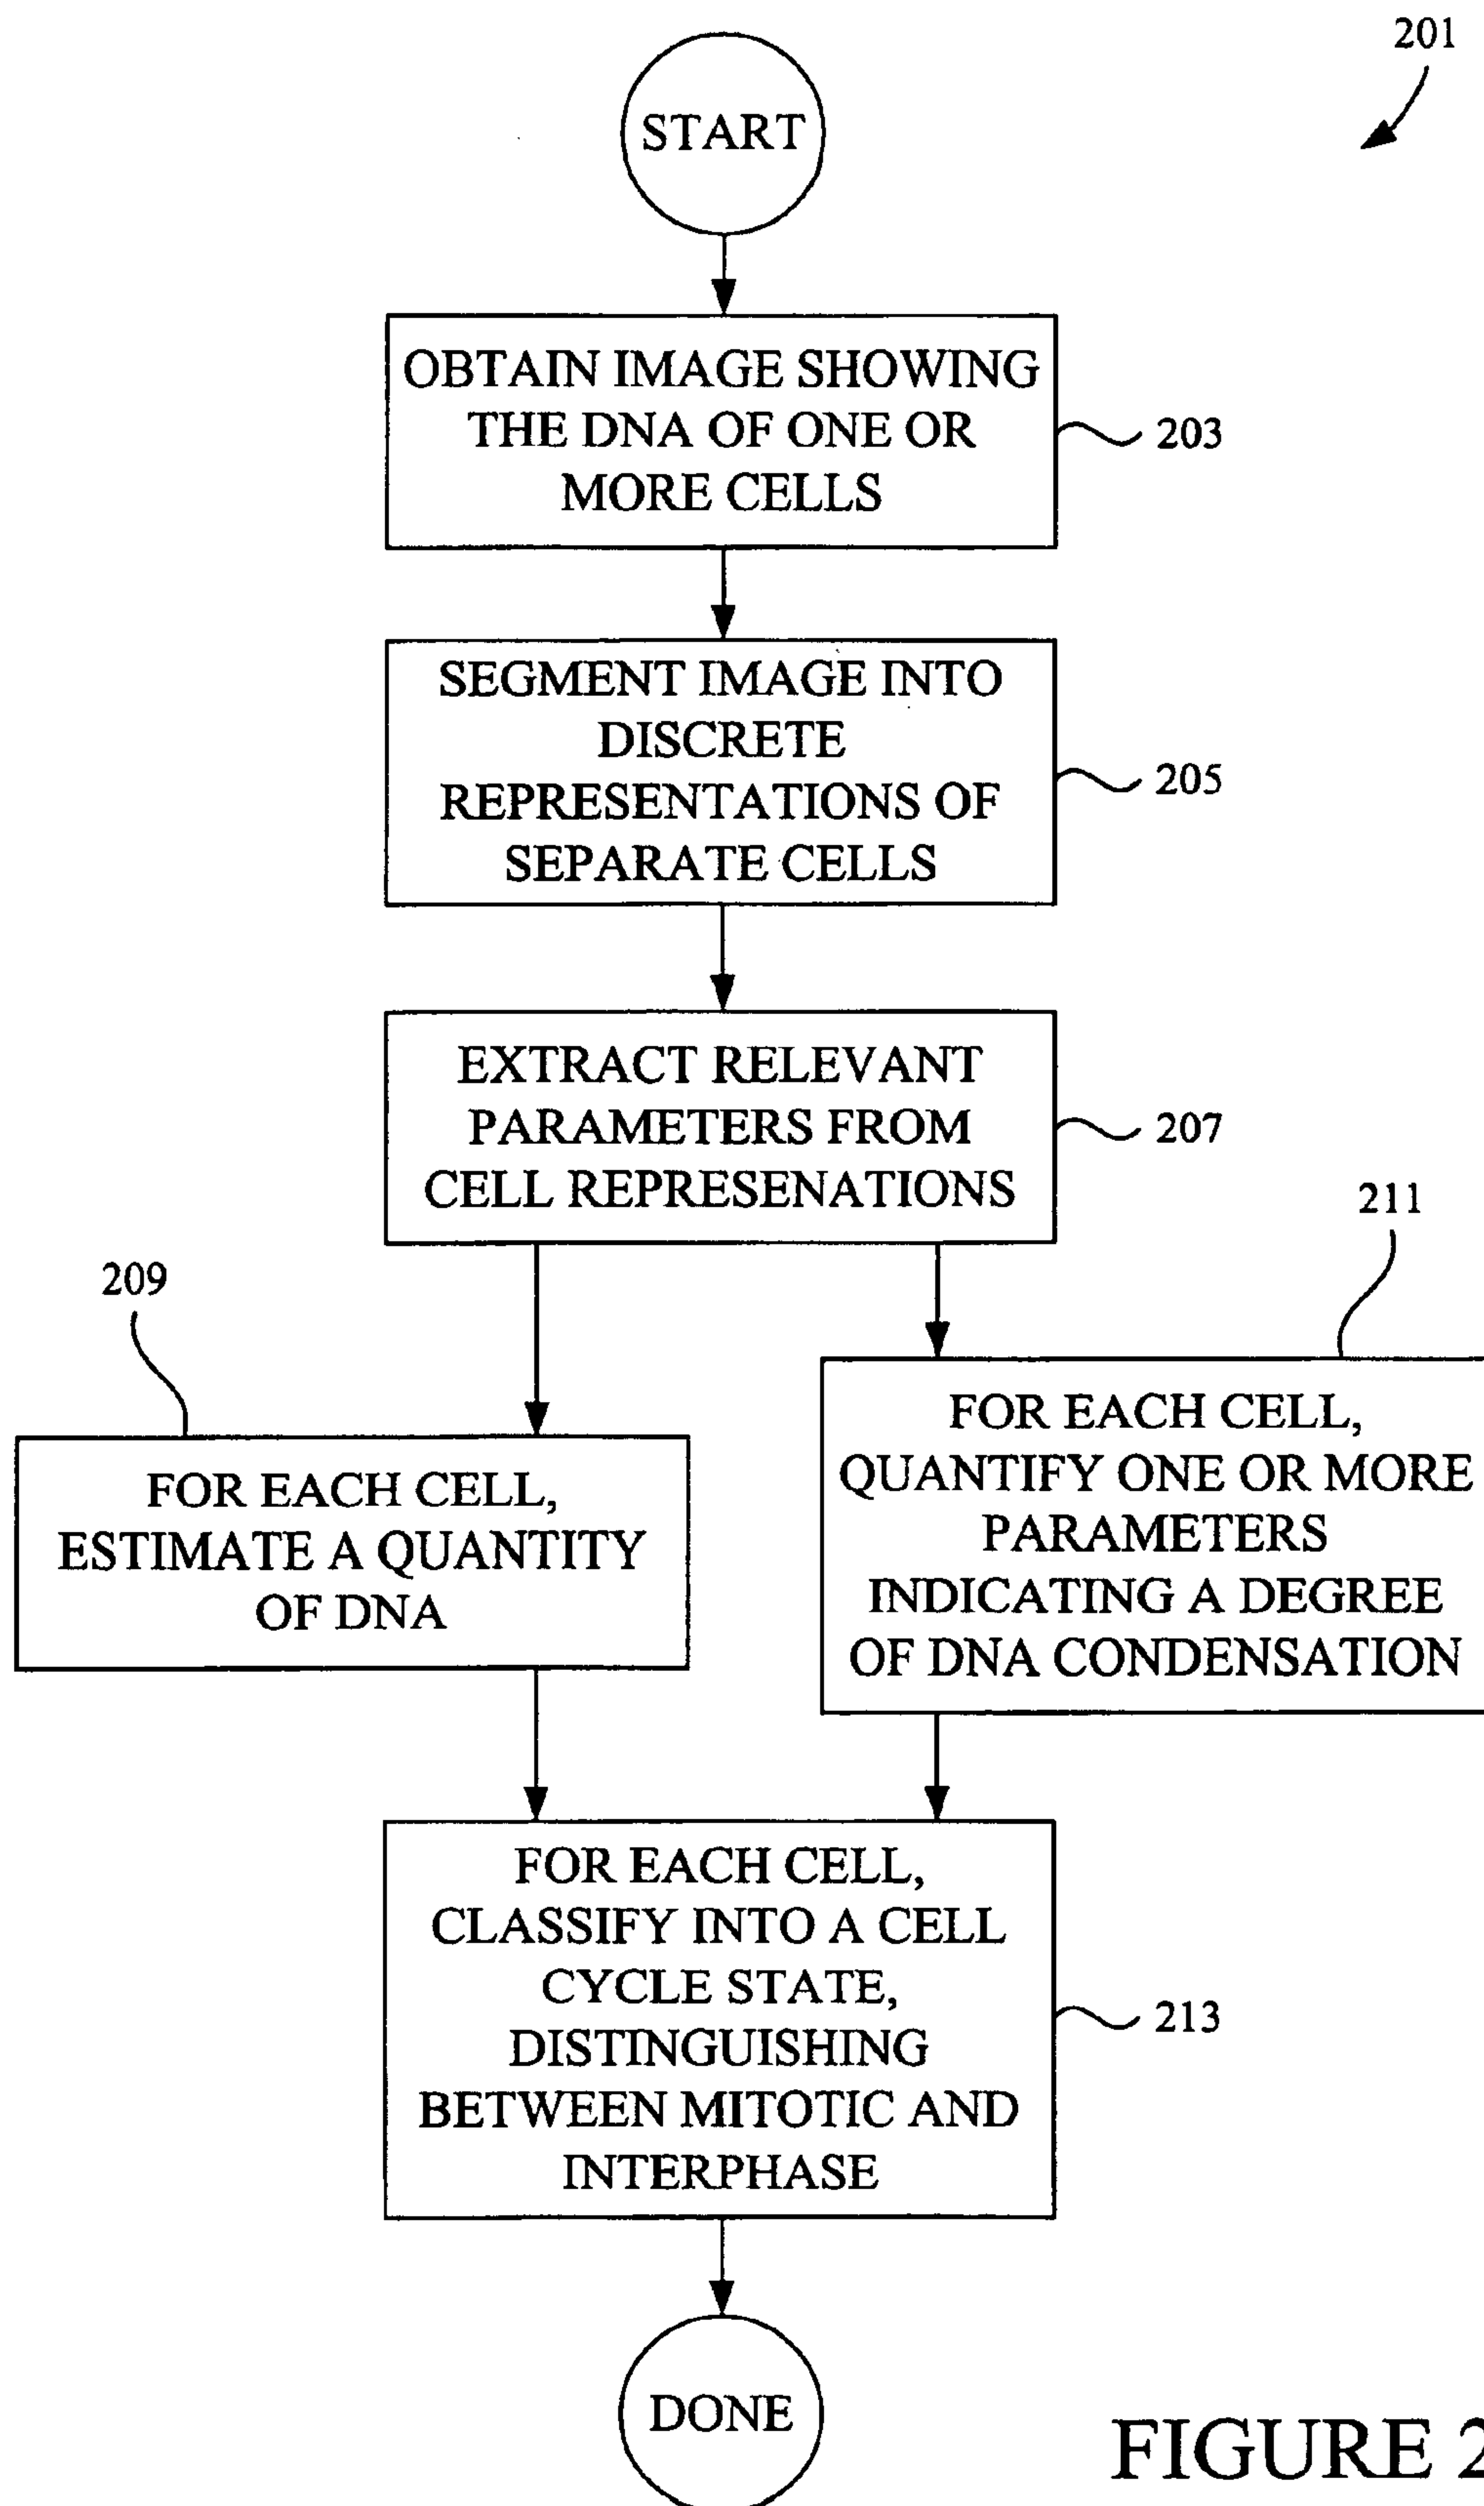 201
START
OBTAIN IMAGE SHOWING
THE DNA OF ONE OR
MORE CELLS
203
SEGMENT IMAGE INTO
DISCRETE
REPRESENTATIONS OF
SEPARATE CELLS
205
EXTRACT RELEVANT
PARAMETERS FROM
CELL REPRESENATIONS
207
209
FOR EACH CELL,
ESTIMATE A QUANTITY
OF DNA
211
FOR EACH CELL,
QUANTIFY ONE OR MORE
PARAMETERS
INDICATING A DEGREE
OF DNA CONDENSATION
FOR EACH CELL,
CLASSIFY INTO A CELL
CYCLE STATE,
DISTINGUISHING
BETWEEN MITOTIC AND
INTERPHASE
213
DONE
FIGURE 2